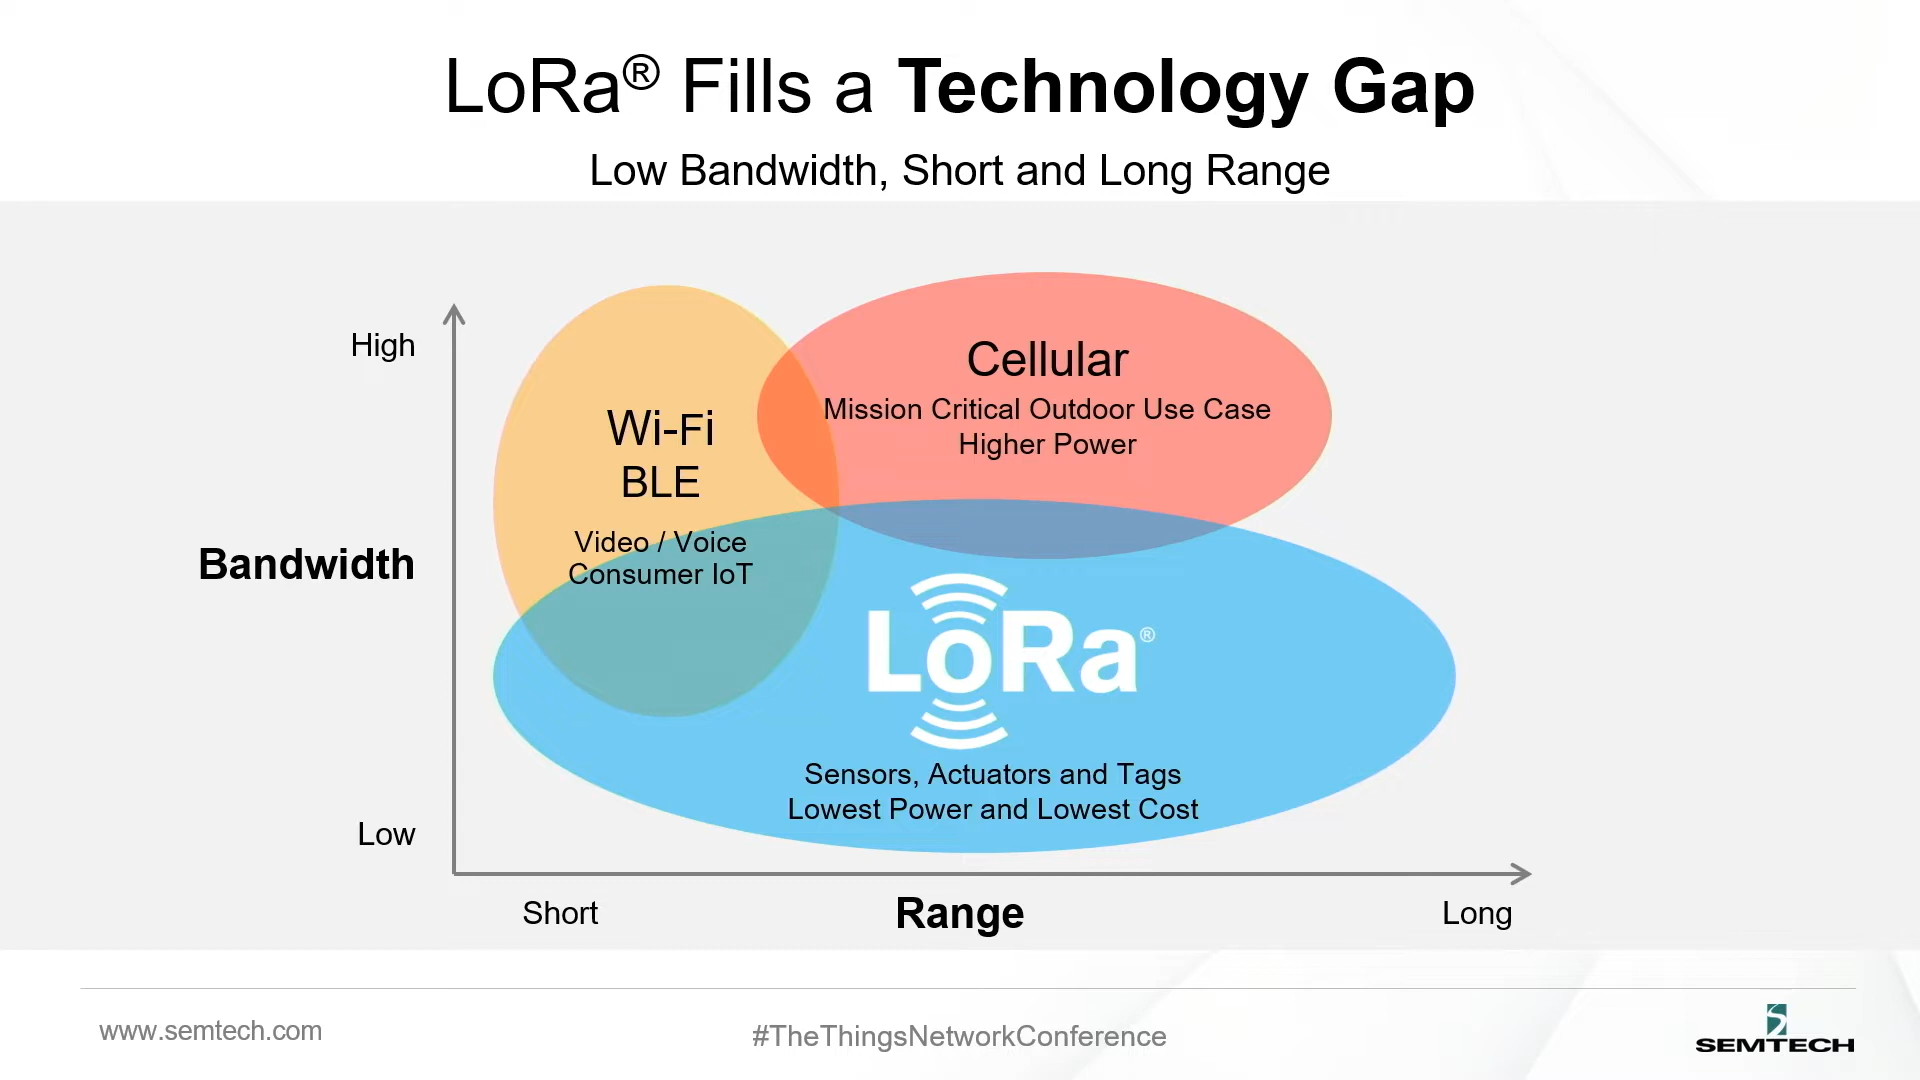 LoRa® Fills a Technology Gap
Low Bandwidth, Short and Long Range
High
Cellular
Mission Critical Outdoor Use Case
Higher Power
Wi-Fi
BLE
Video / Voice
Consumer IoT
Bandwidth
LoRa®
Sensors, Actuators and Tags
Lowest Power and Lowest Cost
Low
Short
Range
Long
www.semtech.com
#TheThingsNetworkConference
SEMTECH